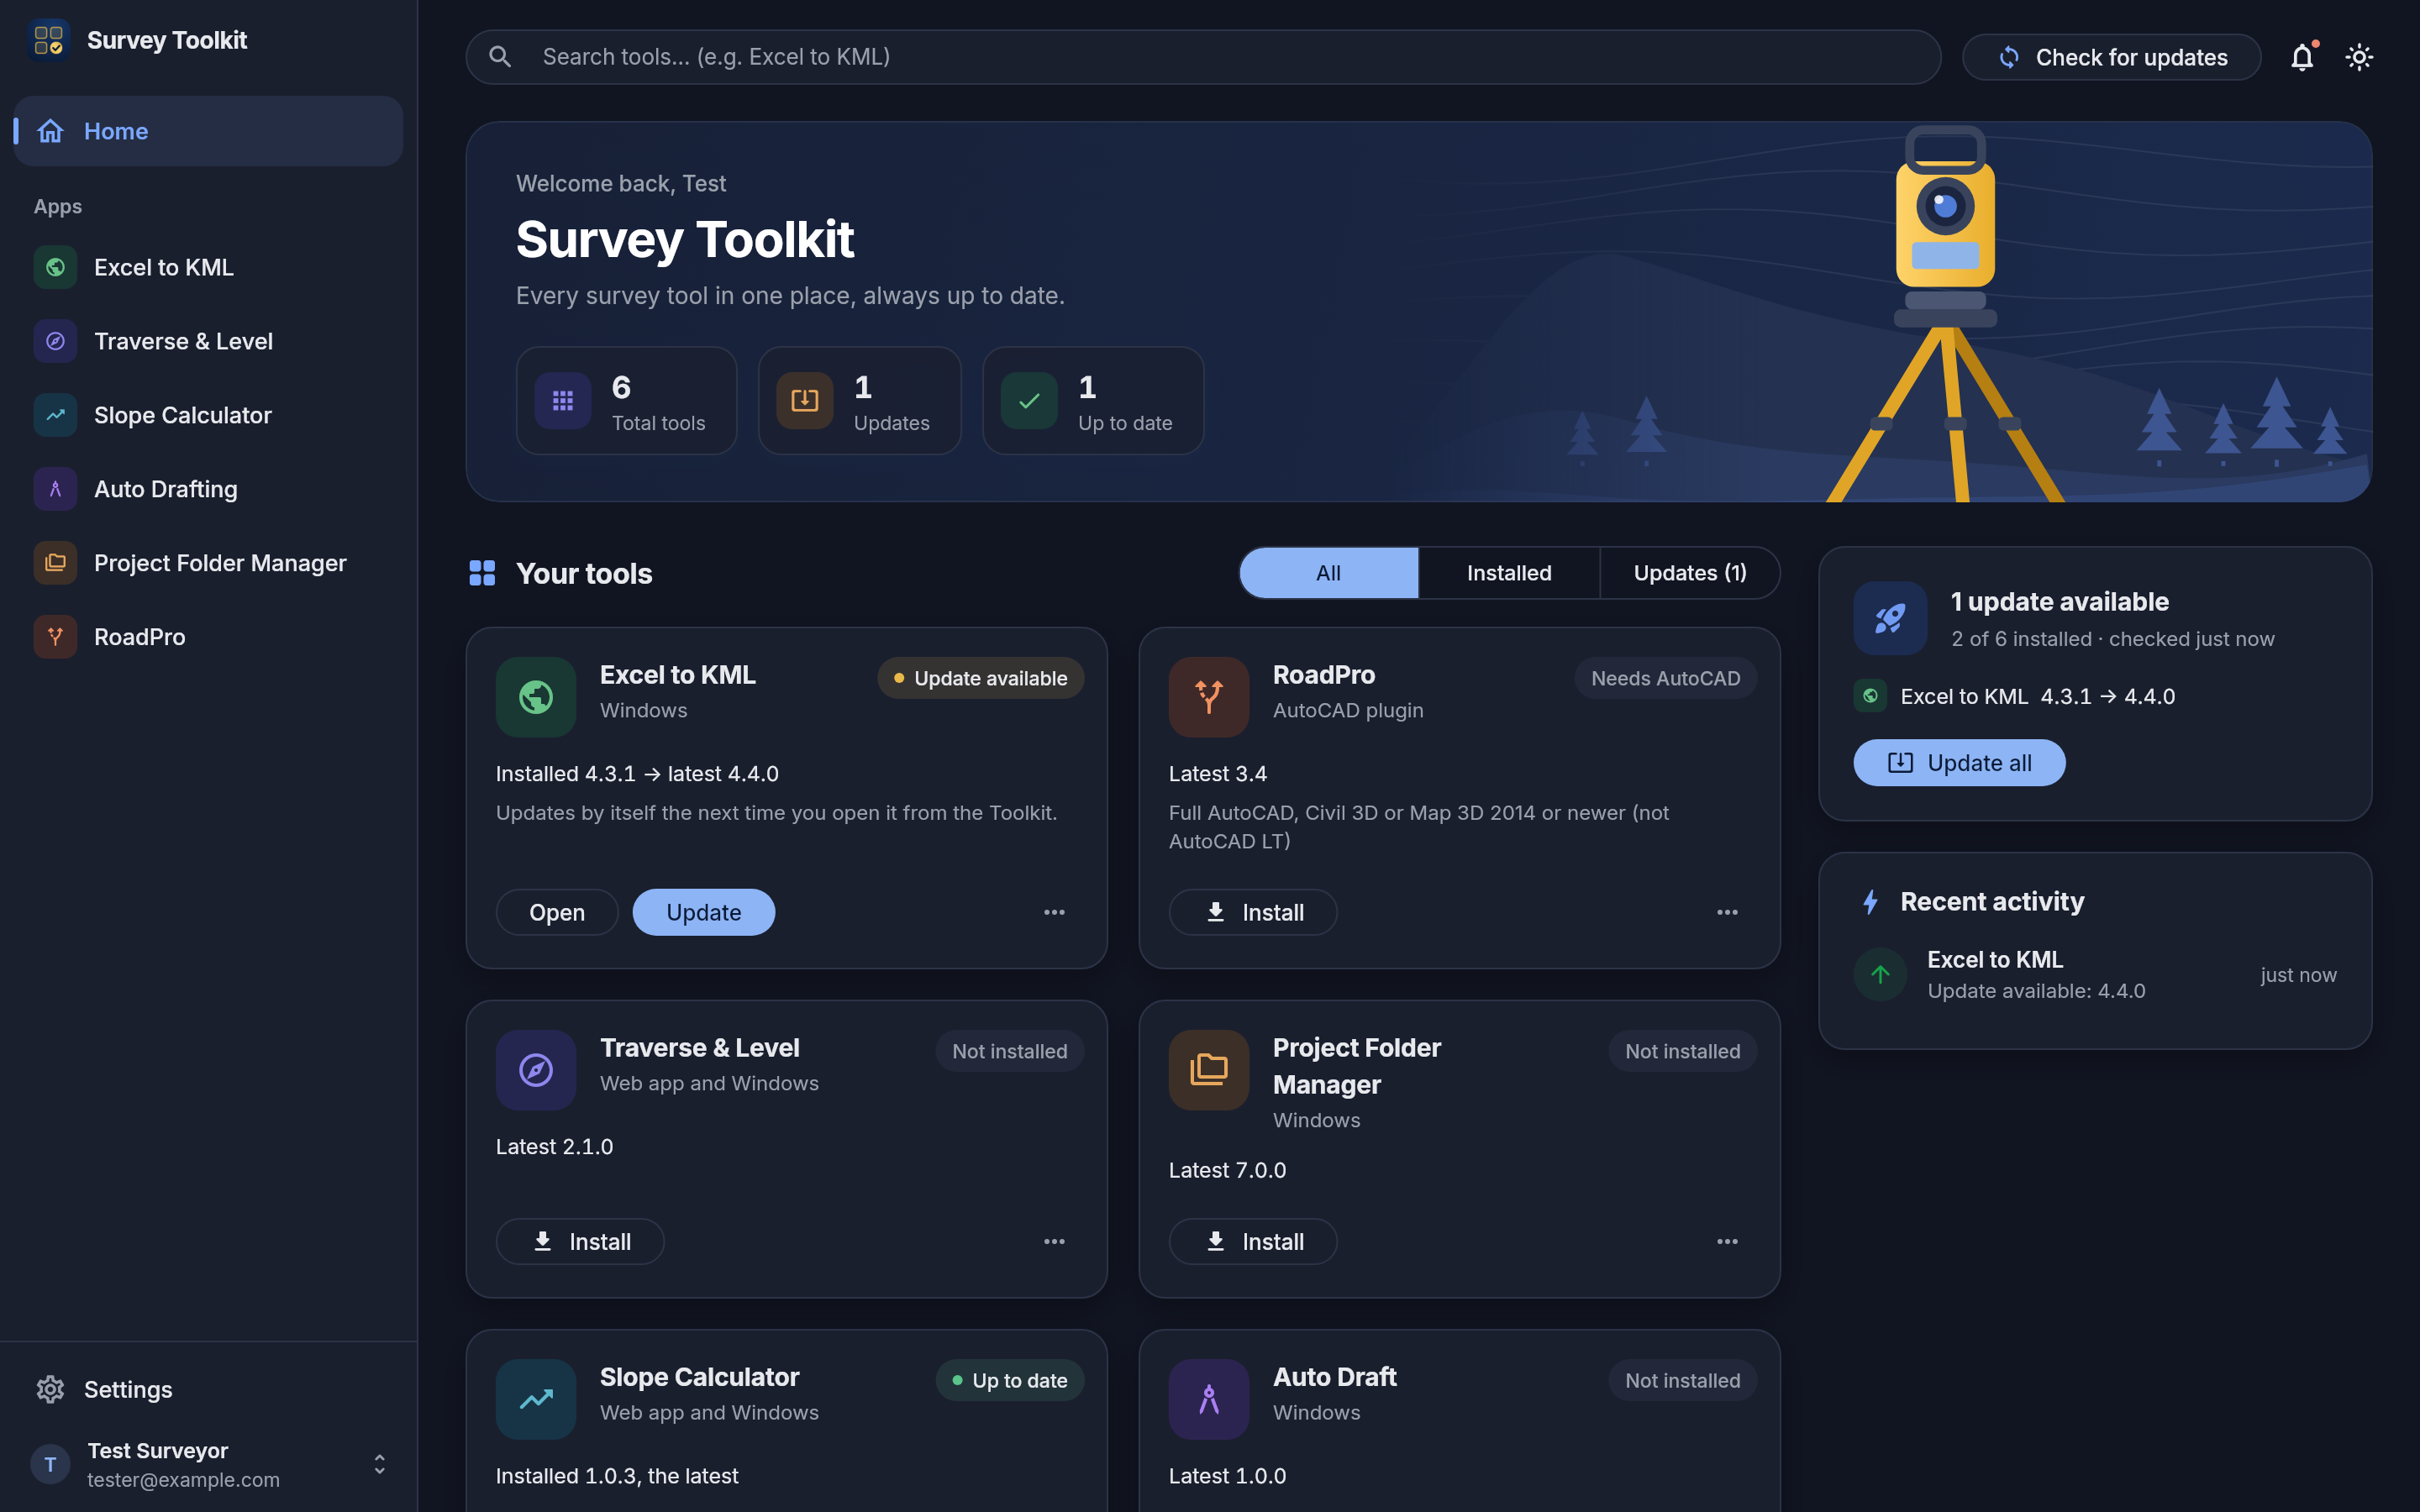 Survey Toolkit
Home
Apps
Excel to KML
Traverse & Level
Slope Calculator
Auto Drafting
Project Folder Manager
RoadPro
Settings
T
Test Surveyor
tester@example.com
Search tools... (e.g. Excel to KML)
Check for updates
Welcome back, Test
Survey Toolkit
Every survey tool in one place, always up to date.
6
Total tools
1
Updates
1
Up to date
Your tools
All
Installed
Updates (1)
Excel to KML
Windows
Update available
Installed 4.3.1 → latest 4.4.0
Updates by itself the next time you open it from the Toolkit.
Open
Update
RoadPro
AutoCAD plugin
Needs AutoCAD
Latest 3.4
Full AutoCAD, Civil 3D or Map 3D 2014 or newer (not
AutoCAD LT)
Install
Traverse & Level
Web app and Windows
Not installed
Latest 2.1.0
Install
Project Folder
Manager
Windows
Not installed
Latest 7.0.0
Install
Slope Calculator
Web app and Windows
Up to date
Installed 1.0.3, the latest
Auto Draft
Windows
Not installed
Latest 1.0.0
1 update available
2 of 6 installed · checked just now
Excel to KML 4.3.1 → 4.4.0
Update all
Recent activity
Excel to KML
Update available: 4.4.0
just now